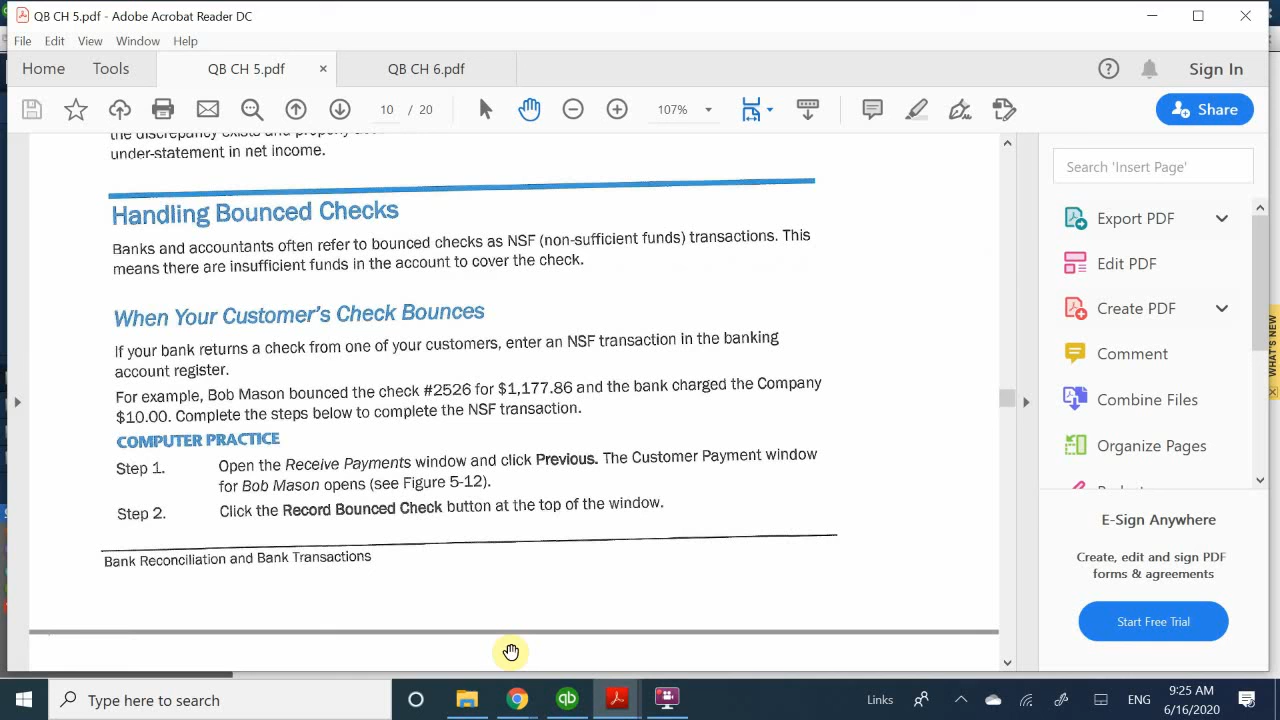 QB CH 5.pdf - Adobe Acrobat Reader DC
File Edit View Window Help
Home Tools QB CH 5.pdf × QB CH 6.pdf Sign In
10 / 20 107% Share
under-statement in net income.
Handling Bounced Checks
Banks and accountants often refer to bounced checks as NSF (non-sufficient funds) transactions. This
means there are insufficient funds in the account to cover the check.
When Your Customer's Check Bounces
If your bank returns a check from one of your customers, enter an NSF transaction in the banking
account register.
For example, Bob Mason bounced the check #2526 for $1,177.86 and the bank charged the Company
$10.00. Complete the steps below to complete the NSF transaction.
COMPUTER PRACTICE
Step 1. Open the Receive Payments window and click Previous. The Customer Payment window
for Bob Mason opens (see Figure 5-12).
Step 2. Click the Record Bounced Check button at the top of the window.
Bank Reconciliation and Bank Transactions
Search 'Insert Page'
Export PDF
Edit PDF
Create PDF
Comment
Combine Files
Organize Pages
E-Sign Anywhere
Create, edit and sign PDF
forms & agreements
Start Free Trial
WHAT'S NEW
Type here to search
qb
Links
ENG
9:25 AM
6/16/2020